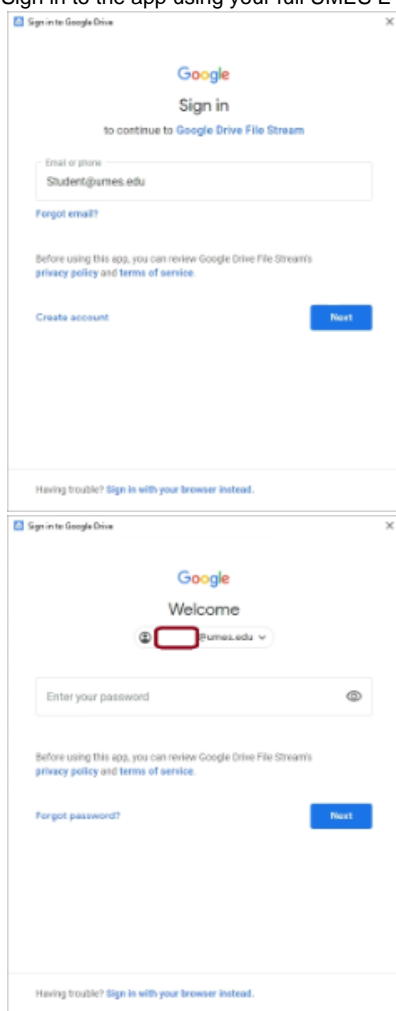 Sign in to the app using your full UMES E
Sign in to Google Drive
Google
Sign in
to continue to Google Drive File Stream
Email or phone
Student@umes.edu
Forgot email?
Before using this app, you can review Google Drive File Stream's
privacy policy and terms of service.
Create account
Next
Having trouble? Sign in with your browser instead.
Sign in to Google Drive
Google
Welcome
@umes.edu
Enter your password
Before using this app, you can review Google Drive File Stream's
privacy policy and terms of service.
Forgot password?
Next
Having trouble? Sign in with your browser instead.